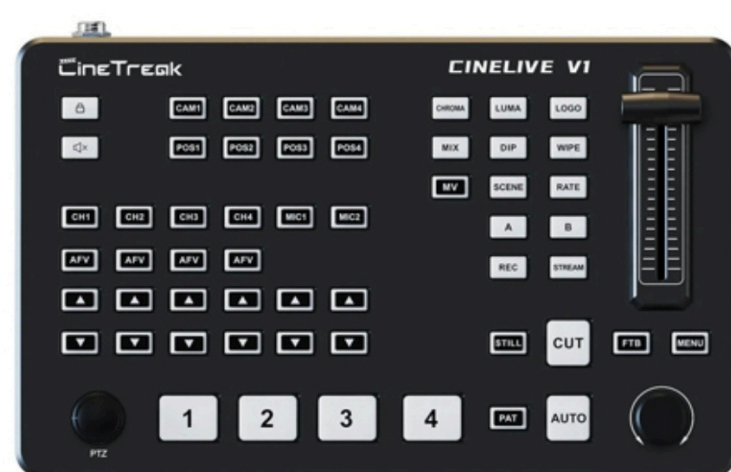 CineTreak CINELIVE V1
CAM1 CAM2 CAM3 CAM4 CHROMA LUMA LOGO
POS1 POS2 POS3 POS4 MIX DIP WIPE
MV SCENE RATE
CH1 CH2 CH3 CH4 MIC1 MIC2 A B
AFV AFV AFV AFV REC STREAM
STILL CUT FTB MENU
1 2 3 4 PAT AUTO
PTZ